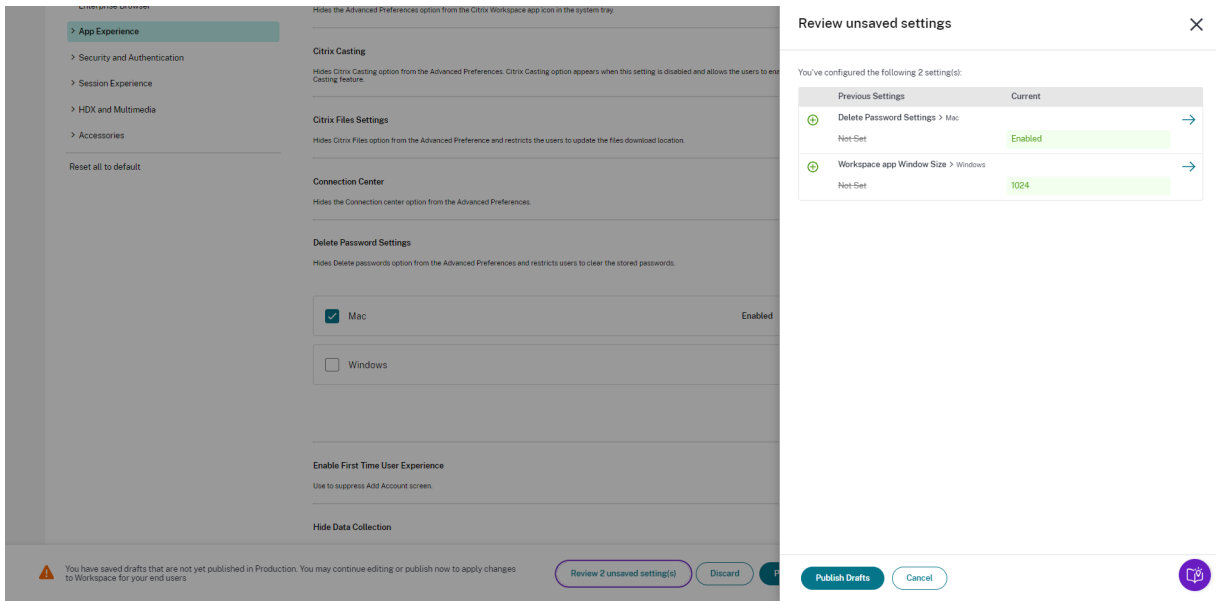 Enterprise Browser
App Experience
Security and Authentication
Session Experience
HDX and Multimedia
Accessories
Reset all to default
Hides the Advanced Preferences option from the Citrix Workspace app icon in the system tray.
Citrix Casting
Hides Citrix Casting option from the Advanced Preferences. Citrix Casting option appears when this setting is disabled and allows the users to ena
Casting feature.
Citrix Files Settings
Hides Citrix Files option from the Advanced Preference and restricts the users to update the files download location.
Connection Center
Hides the Connection center option from the Advanced Preferences.
Delete Password Settings
Hides Delete passwords option from the Advanced Preferences and restricts users to clear the stored passwords.
Mac Enabled
Windows
Enable First Time User Experience
Use to suppress Add Account screen.
Hide Data Collection
You have saved drafts that are not yet published in Production. You may continue editing or publish now to apply changes
to Workspace for your end users
Review 2 unsaved setting(s) Discard P
Review unsaved settings
You've configured the following 2 setting(s):
Previous Settings Current
Delete Password Settings > Mac
Not Set Enabled
Workspace app Window Size > Windows
Not Set 1024
Publish Drafts Cancel